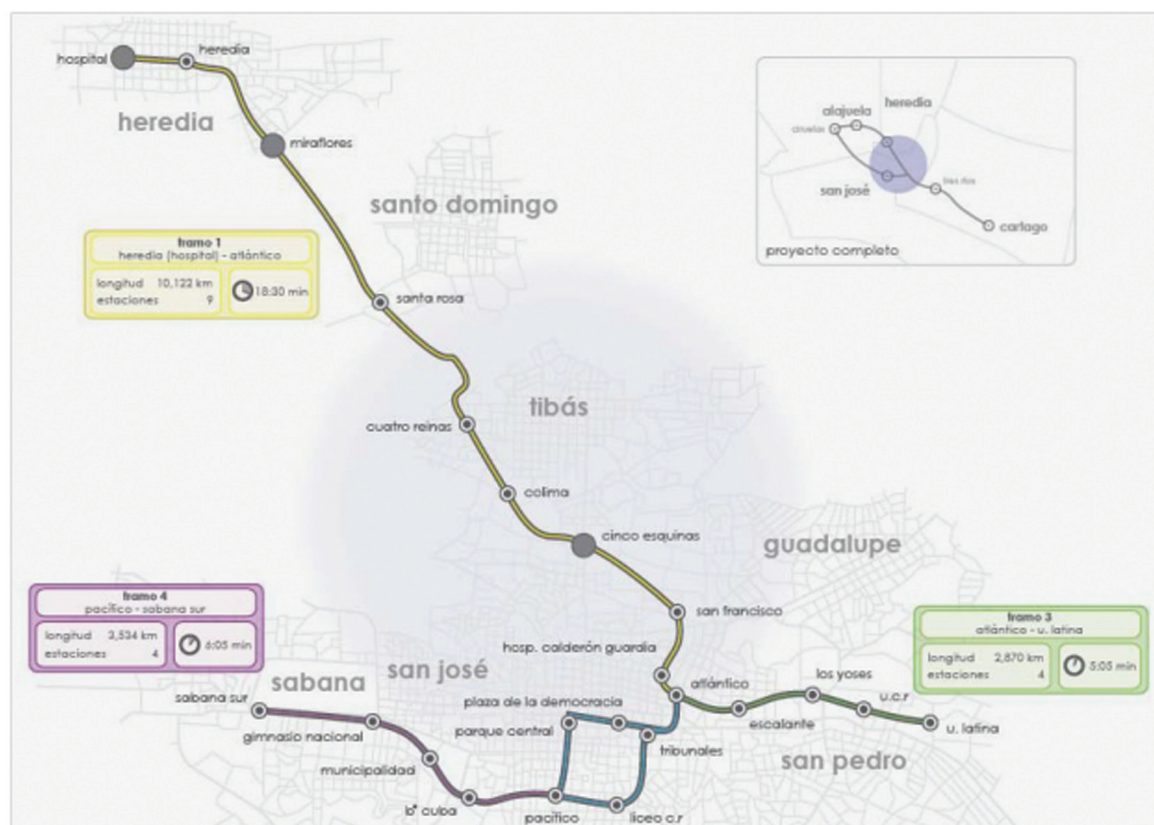 hospital
heredia
heredia
miraflores
santo domingo
alajuela
heredia
ciruelas
san josé
tres ríos
cartago
proyecto completo
tramo 1
heredia (hospital) - atlántico
longitud 10,122 km
estaciones 9
18:30 min
santa rosa
tibás
cuatro reinas
colima
cinco esquinas
guadalupe
tramo 4
pacífico - sabana sur
longitud 3,534 km
estaciones 4
6:05 min
san francisco
tramo 3
atlántico - u. latina
longitud 2,870 km
estaciones 4
5:05 min
hosp. calderón guardia
san josé
sabana
atlántico
los yoses
sabana sur
plaza de la democracia
u.c.r
parque central
escalante
u. latina
gimnasio nacional
tribunales
san pedro
municipalidad
b° cuba
pacífico
liceo c.r